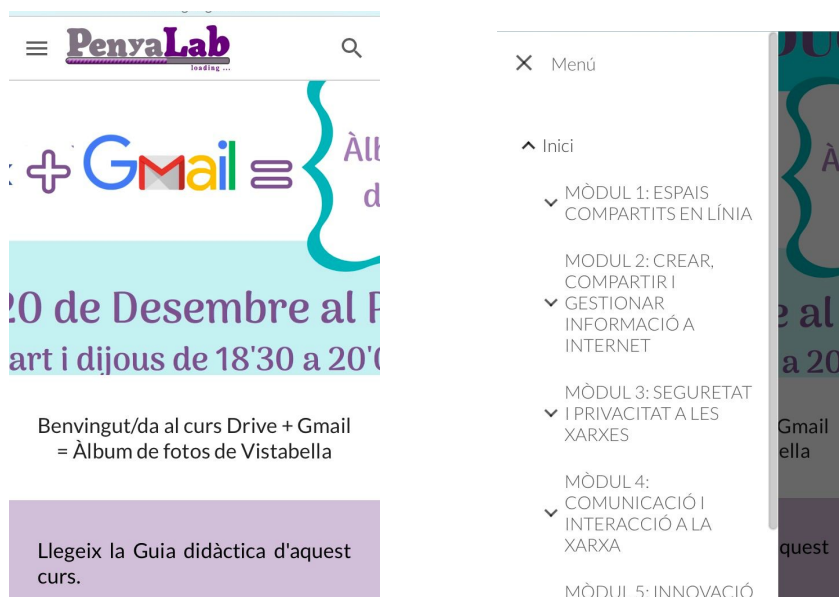 PenyaLab
loading ...
+ Gmail =
Àlb
d
20 de Desembre al P
art i dijous de 18'30 a 20'0
Benvingut/da al curs Drive + Gmail
= Àlbum de fotos de Vistabella
Llegeix la Guia didàctica d'aquest
curs.
Menú
Inici
MÒDUL 1: ESPAIS
COMPARTITS EN LÍNIA
MODUL 2: CREAR,
COMPARTIR I
GESTIONAR
INFORMACIÓ A
INTERNET
MÒDUL 3: SEGURETAT
I PRIVACITAT A LES
XARXES
MÒDUL 4:
COMUNICACIÓ I
INTERACCIÓ A LA
XARXA
MÒDUL 5: INNOVACIÓ
À
e al
a 20
Gmail
ella
quest